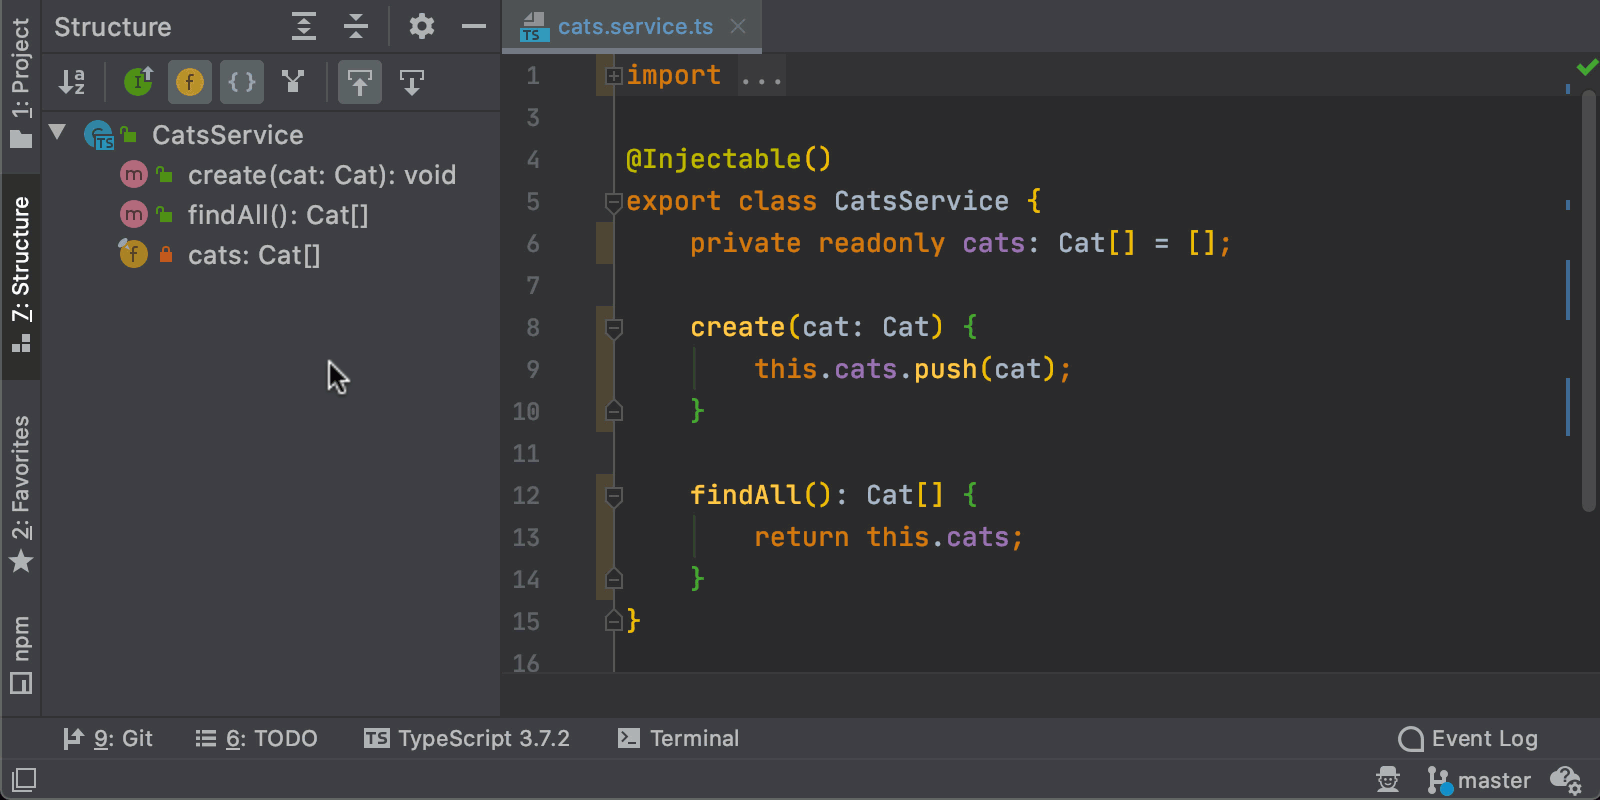 1: Project
7: Structure
2: Favorites
npm
Structure
CatsService
create(cat: Cat): void
findAll(): Cat[]
cats: Cat[]
cats.service.ts
1 import ...
3
4 @Injectable()
5 export class CatsService {
6 private readonly cats: Cat[] = [];
7
8 create(cat: Cat) {
9 this.cats.push(cat);
10 }
11
12 findAll(): Cat[] {
13 return this.cats;
14 }
15 }
16
9: Git
6: TODO
TS TypeScript 3.7.2
Terminal
Event Log
master